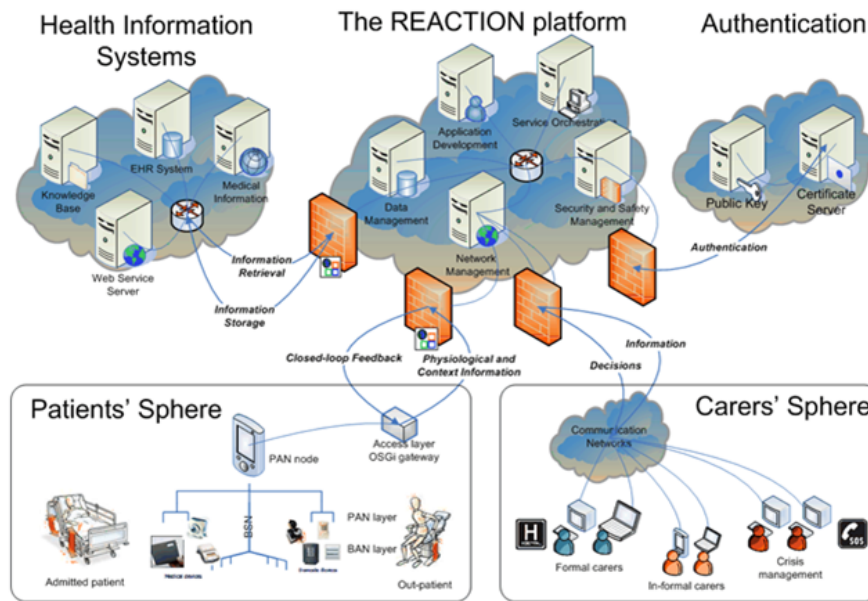 Health Information
Systems
The REACTION platform
Authentication
Knowledge
Base
EHR System
Medical
Information
Web Service
Server
Application
Development
Service Orchestration
Data
Management
Network
Management
Security and Safety
Management
Public Key
Certificate
Server
Information
Retrieval
Information
Storage
Authentication
Closed-loop Feedback
Physiological and
Context Information
Information
Decisions
Patients' Sphere
PAN node
Access layer
OSGi gateway
BSN
PAN layer
BAN layer
Admitted patient
Medical devices
Out-patient
Carers' Sphere
Communication
Networks
H
SOS
Formal carers
In-formal carers
Crisis
management